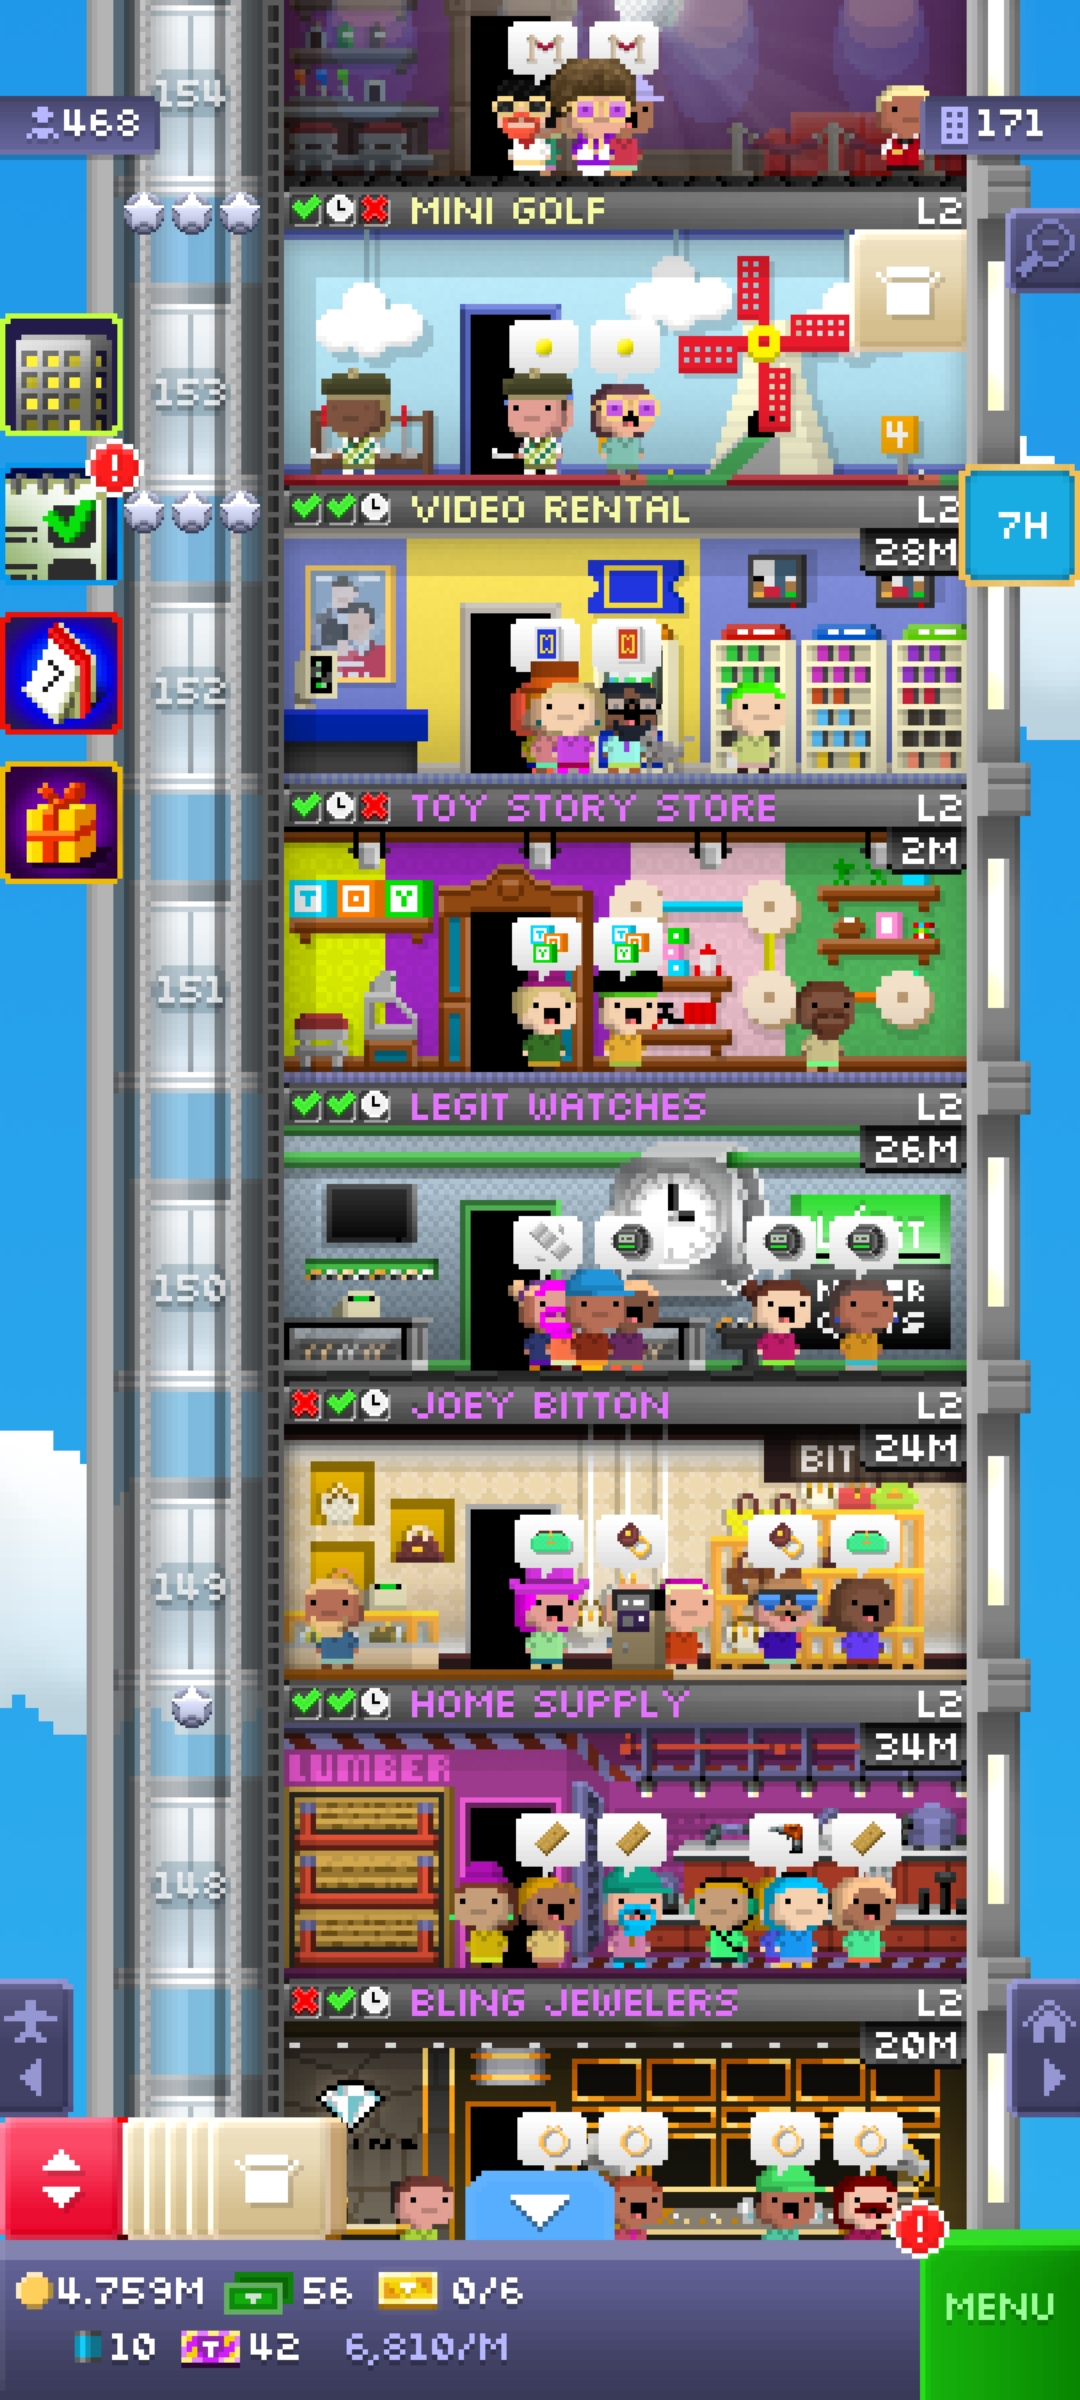 154
468
171
MINI GOLF L2
153
4
VIDEO RENTAL L2
28M
7H
152
TOY STORY STORE L2
2M
TOY
151
LEGIT WATCHES L2
26M
150
JOEY BITTON L2
BIT
24M
149
HOME SUPPLY L2
34M
LUMBER
148
BLING JEWELERS L2
20M
4.759M 56 0/6
10 T 42 6,810/M
MENU